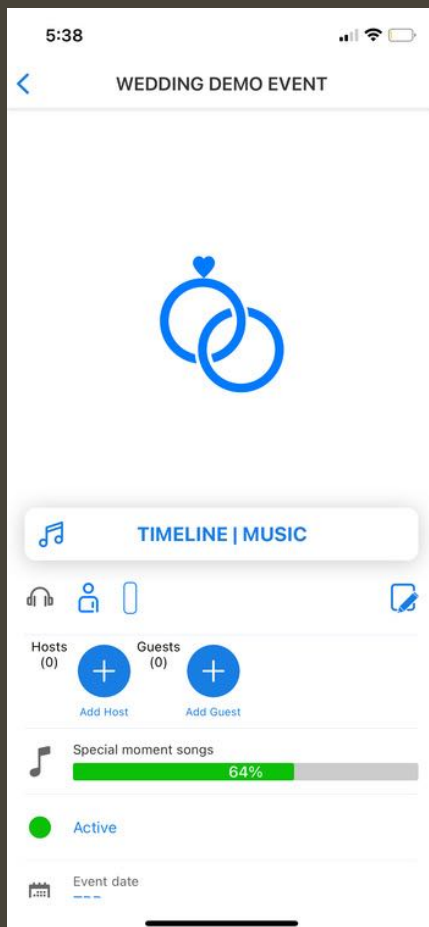 5:38
WEDDING DEMO EVENT
TIMELINE | MUSIC
Hosts
(0)
Guests
(0)
Add Host
Add Guest
Special moment songs
64%
Active
Event date